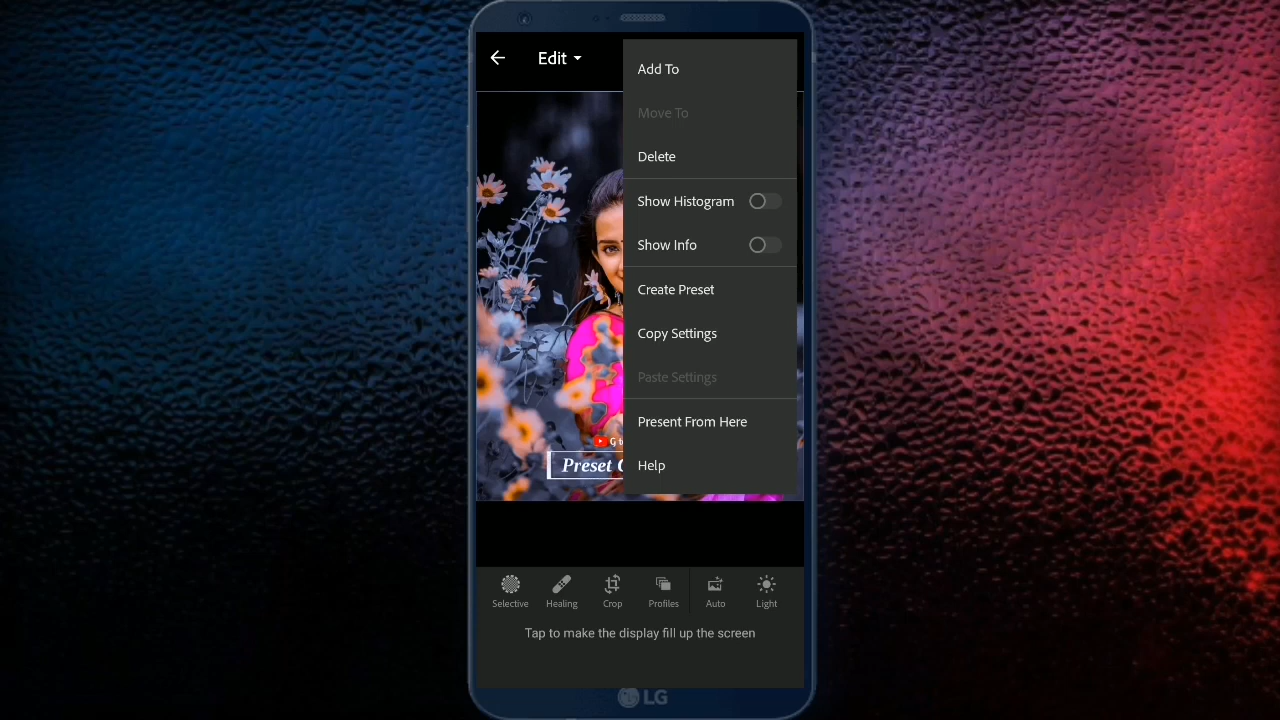 Edit
Add To
Move To
Delete
Show Histogram
Show Info
Create Preset
Copy Settings
Paste Settings
Present From Here
Help
G
Preset
Selective
Healing
Crop
Profiles
Auto
Light
Tap to make the display fill up the screen
LG